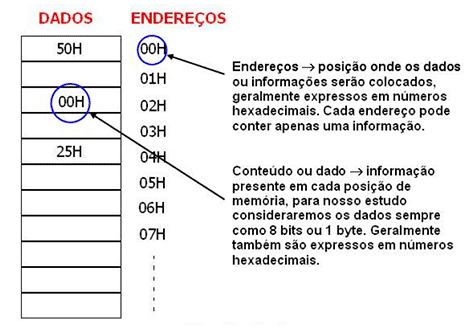 DADOS ENDEREÇOS
50H 00H
01H
00H 02H
03H
25H 04H
05H
06H
07H
Endereços → posição onde os dados
ou informações serão colocados,
geralmente expressos em números
hexadecimais. Cada endereço pode
conter apenas uma informação.
Conteúdo ou dado → informação
presente em cada posição de
memória, para nosso estudo
consideraremos os dados sempre
como 8 bits ou 1 byte. Geralmente
também são expressos em números
hexadecimais.